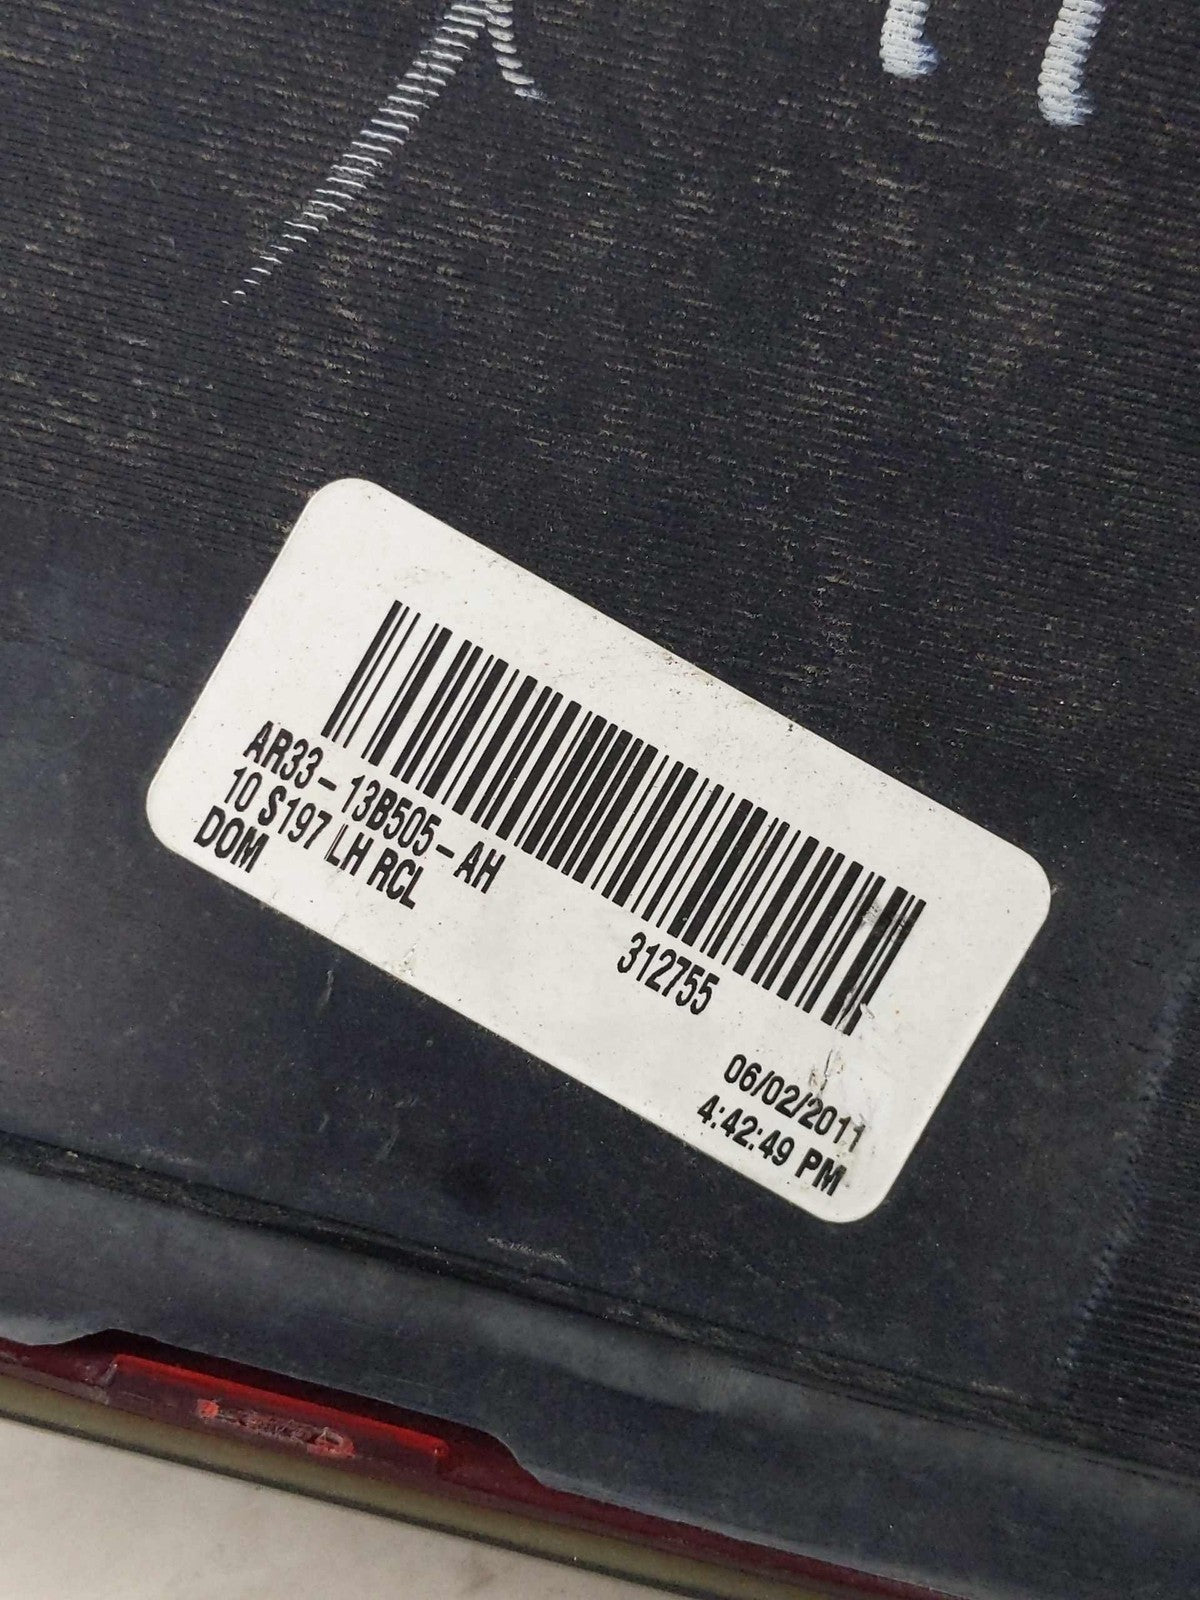 AR33-13B505-AH
10 S197 LH RCL
DOM
312755
06/02/2011
4:42:49 PM